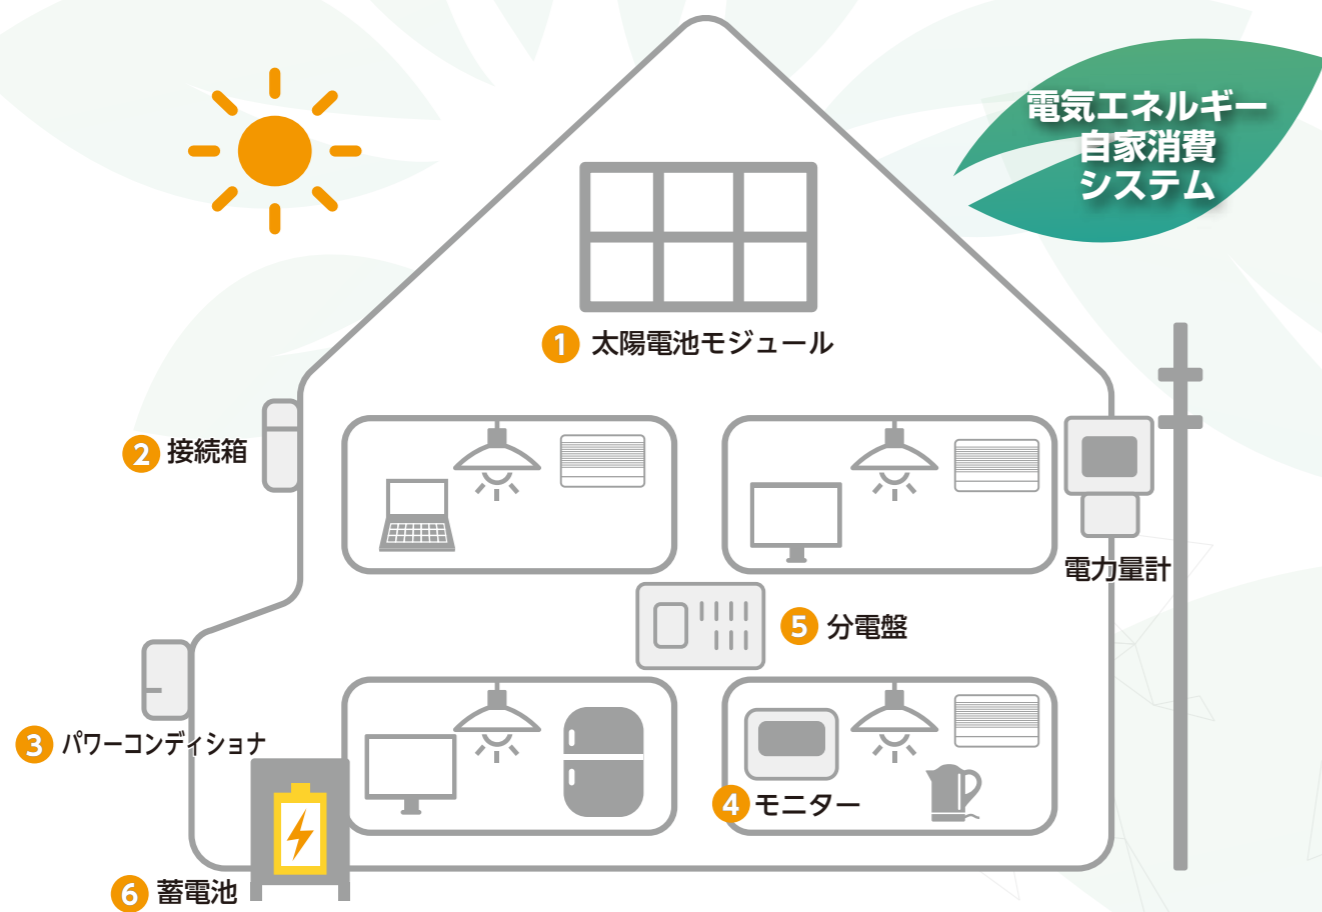 電気エネルギー
自家消費
システム
1 太陽電池モジュール
2 接続箱
電力量計
5 分電盤
3 パワーコンディショナ
4 モニター
6 蓄電池